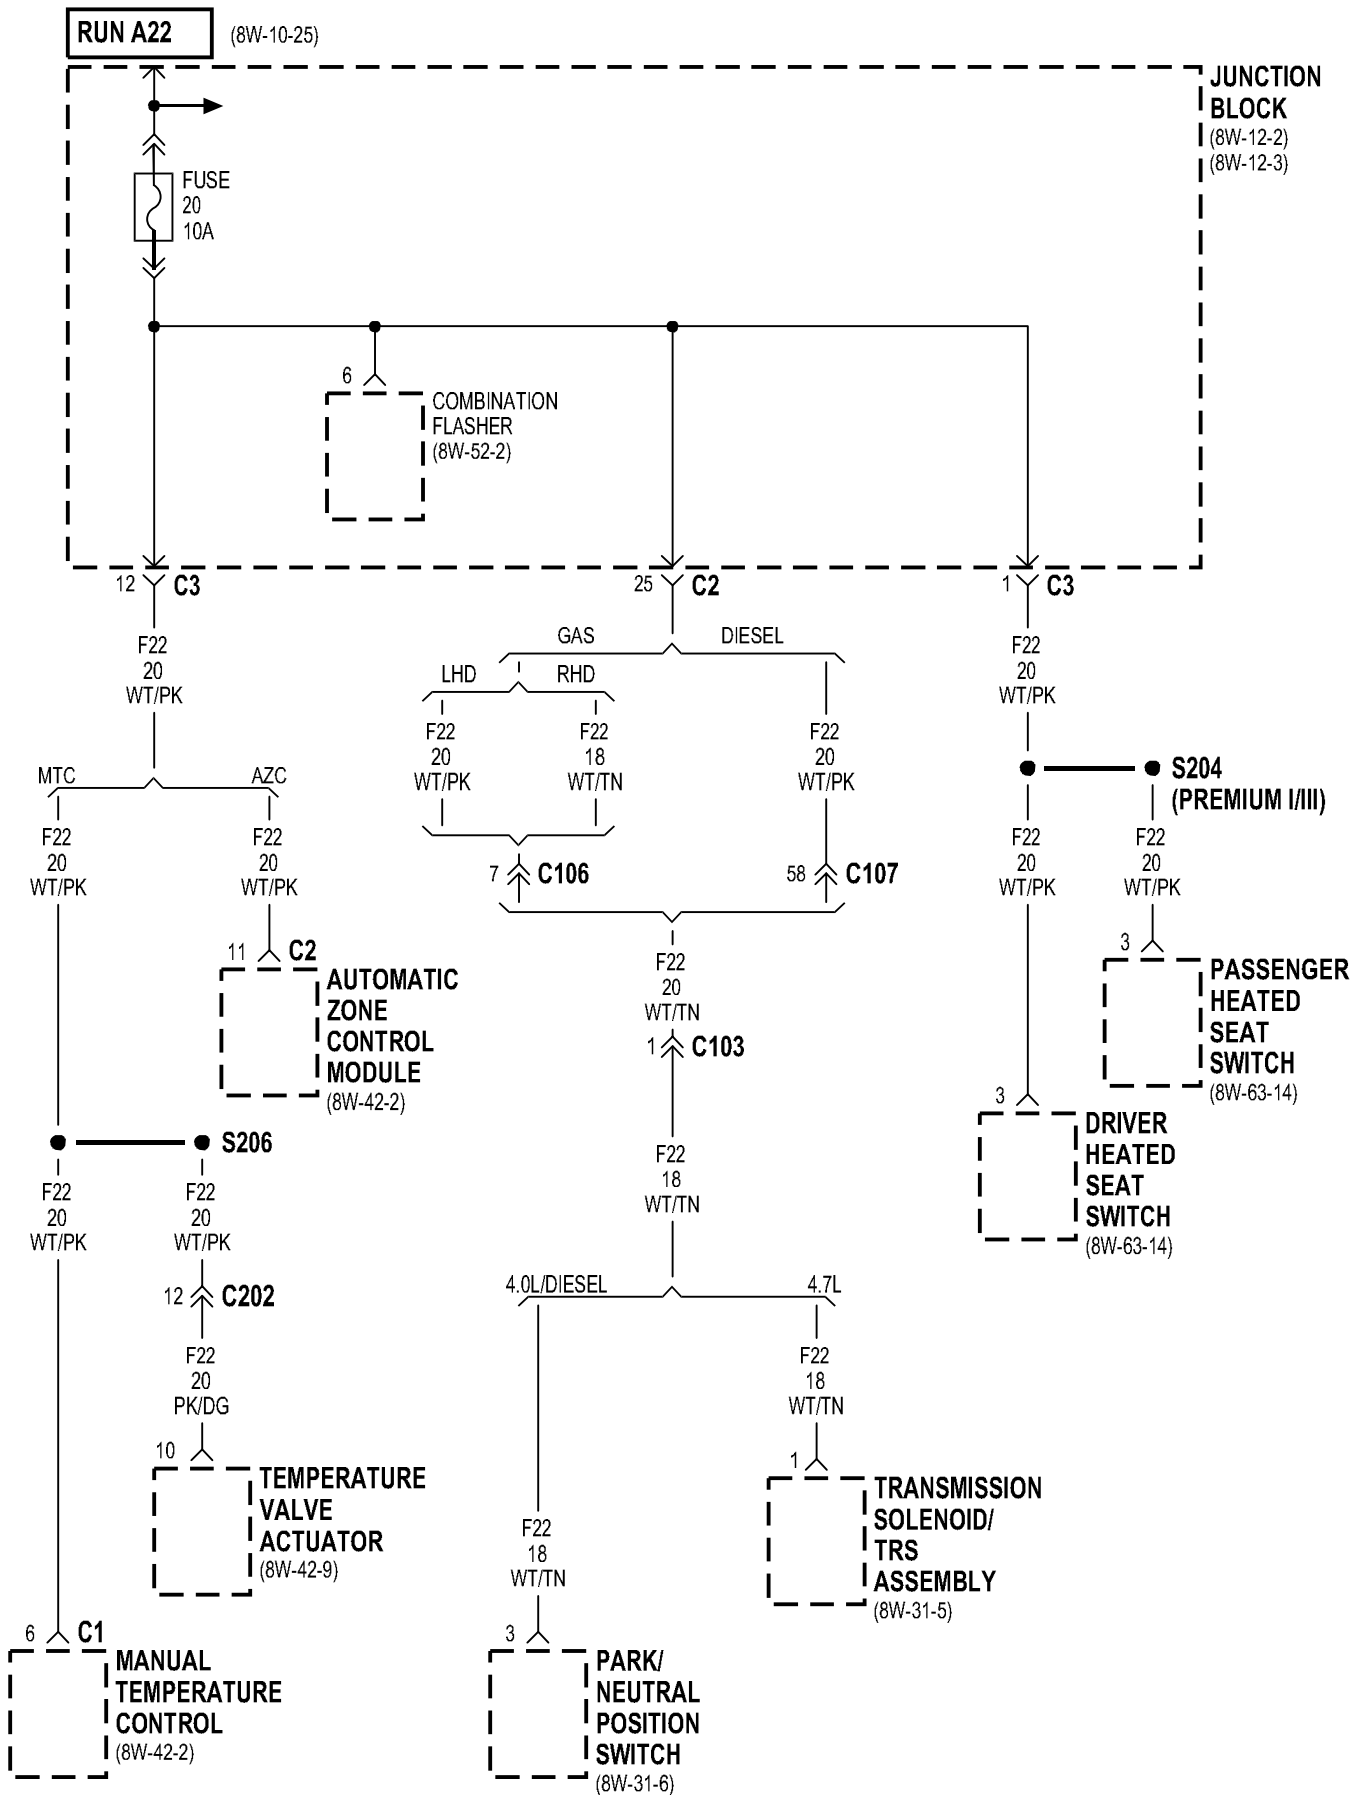 RUN A22
(8W-10-25)
JUNCTION
BLOCK
(8W-12-2)
(8W-12-3)
FUSE
20
10A
6
COMBINATION
FLASHER
(8W-52-2)
12 C3
25 C2
1 C3
F22
20
WT/PK
GAS
DIESEL
F22
20
WT/PK
LHD
RHD
F22
20
WT/PK
F22
18
WT/TN
F22
20
WT/PK
MTC
AZC
S204
(PREMIUM I/III)
F22
20
WT/PK
F22
20
WT/PK
F22
20
WT/PK
F22
20
WT/PK
7 C106
58 C107
11 C2
AUTOMATIC
ZONE
CONTROL
MODULE
(8W-42-2)
F22
20
WT/TN
1 C103
3
PASSENGER
HEATED
SEAT
SWITCH
(8W-63-14)
3
DRIVER
HEATED
SEAT
SWITCH
(8W-63-14)
S206
F22
20
WT/PK
F22
20
WT/PK
F22
18
WT/TN
12 C202
4.0L/DIESEL
4.7L
F22
20
PK/DG
F22
18
WT/TN
10
TEMPERATURE
VALVE
ACTUATOR
(8W-42-9)
1
TRANSMISSION
SOLENOID/
TRS
ASSEMBLY
(8W-31-5)
F22
18
WT/TN
6 C1
MANUAL
TEMPERATURE
CONTROL
(8W-42-2)
3
PARK/
NEUTRAL
POSITION
SWITCH
(8W-31-6)